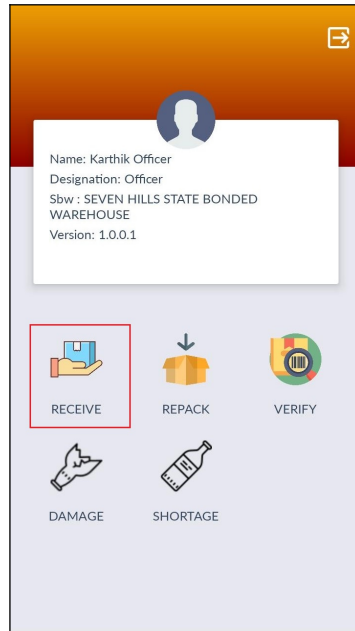 Name: Karthik Officer
Designation: Officer
Sbw : SEVEN HILLS STATE BONDED
WAREHOUSE
Version: 1.0.0.1
RECEIVE REPACK VERIFY
DAMAGE SHORTAGE